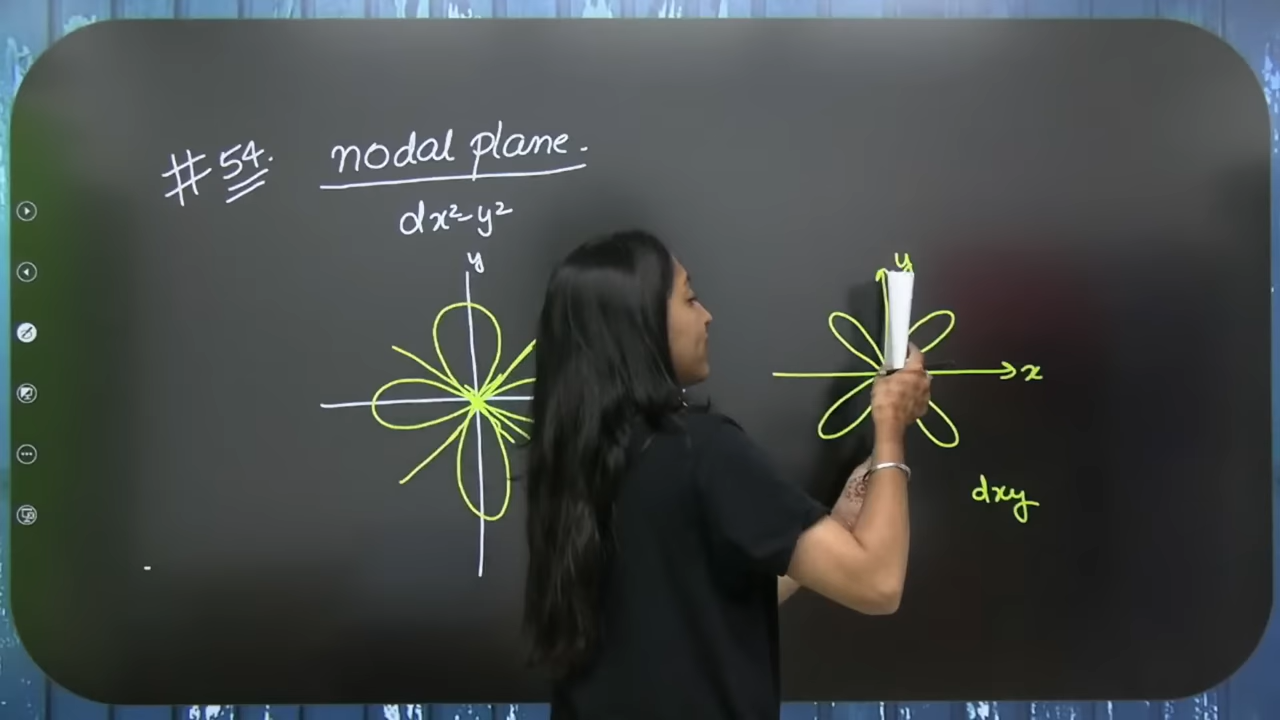 # 54. nodal plane.
dx²-y²
y
y
x
dxy